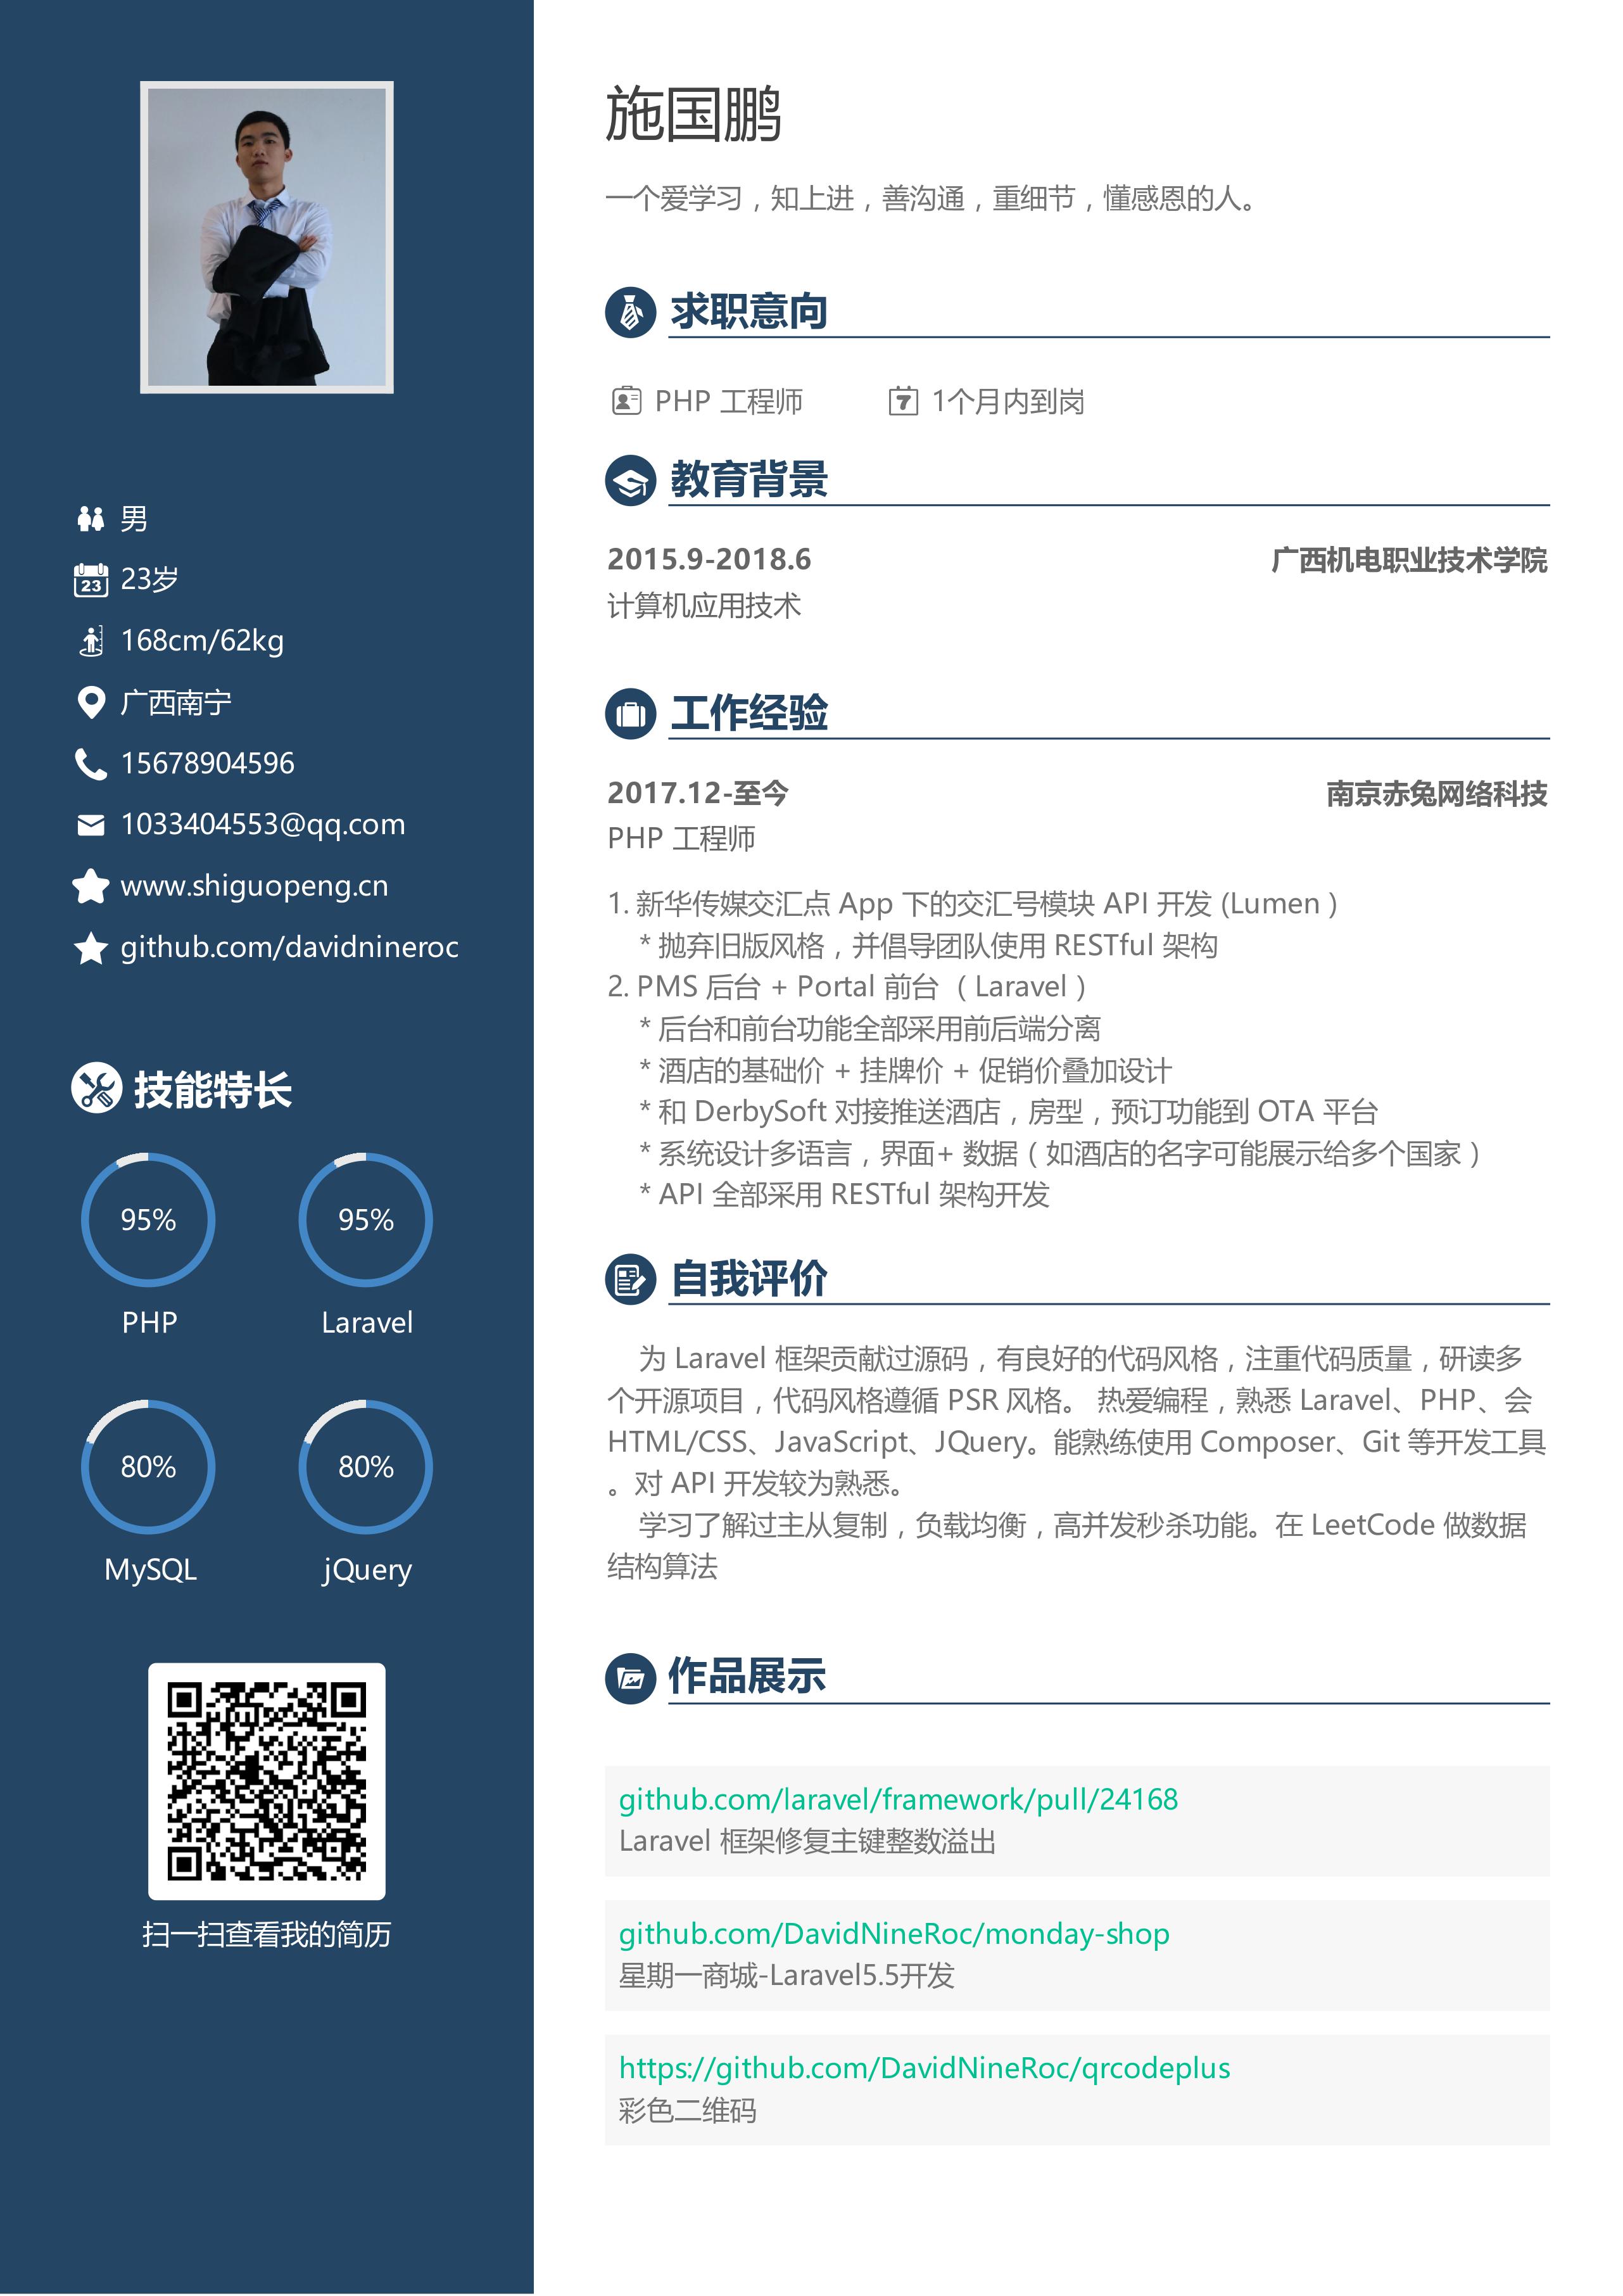 男
23
23岁
168cm/62kg
广西南宁
15678904596
1033404553@qq.com
www.shiguopeng.cn
github.com/davidnineroc
技能特长
95%
95%
PHP
Laravel
80%
80%
MySQL
jQuery
扫一扫查看我的简历
施国鹏
一个爱学习，知上进，善沟通，重细节，懂感恩的人。
求职意向
PHP 工程师
7
1个月内到岗
教育背景
2015.9-2018.6 广西机电职业技术学院
计算机应用技术
工作经验
2017.12-至今 南京赤兔网络科技
PHP 工程师
1. 新华传媒交汇点 App 下的交汇号模块 API 开发 (Lumen )
* 抛弃旧版风格，并倡导团队使用 RESTful 架构
2. PMS 后台 + Portal 前台 （ Laravel ）
* 后台和前台功能全部采用前后端分离
* 酒店的基础价 + 挂牌价 + 促销价叠加设计
* 和 DerbySoft 对接推送酒店，房型，预订功能到 OTA 平台
* 系统设计多语言，界面+ 数据（ 如酒店的名字可能展示给多个国家 ）
* API 全部采用 RESTful 架构开发
自我评价
为 Laravel 框架贡献过源码，有良好的代码风格，注重代码质量，研读多
个开源项目，代码风格遵循 PSR 风格。 热爱编程，熟悉 Laravel、PHP、会
HTML/CSS、JavaScript、JQuery。能熟练使用 Composer、Git 等开发工具
。对 API 开发较为熟悉。
学习了解过主从复制，负载均衡，高并发秒杀功能。在 LeetCode 做数据
结构算法
作品展示
github.com/laravel/framework/pull/24168
Laravel 框架修复主键整数溢出
github.com/DavidNineRoc/monday-shop
星期一商城-Laravel5.5开发
https://github.com/DavidNineRoc/qrcodeplus
彩色二维码